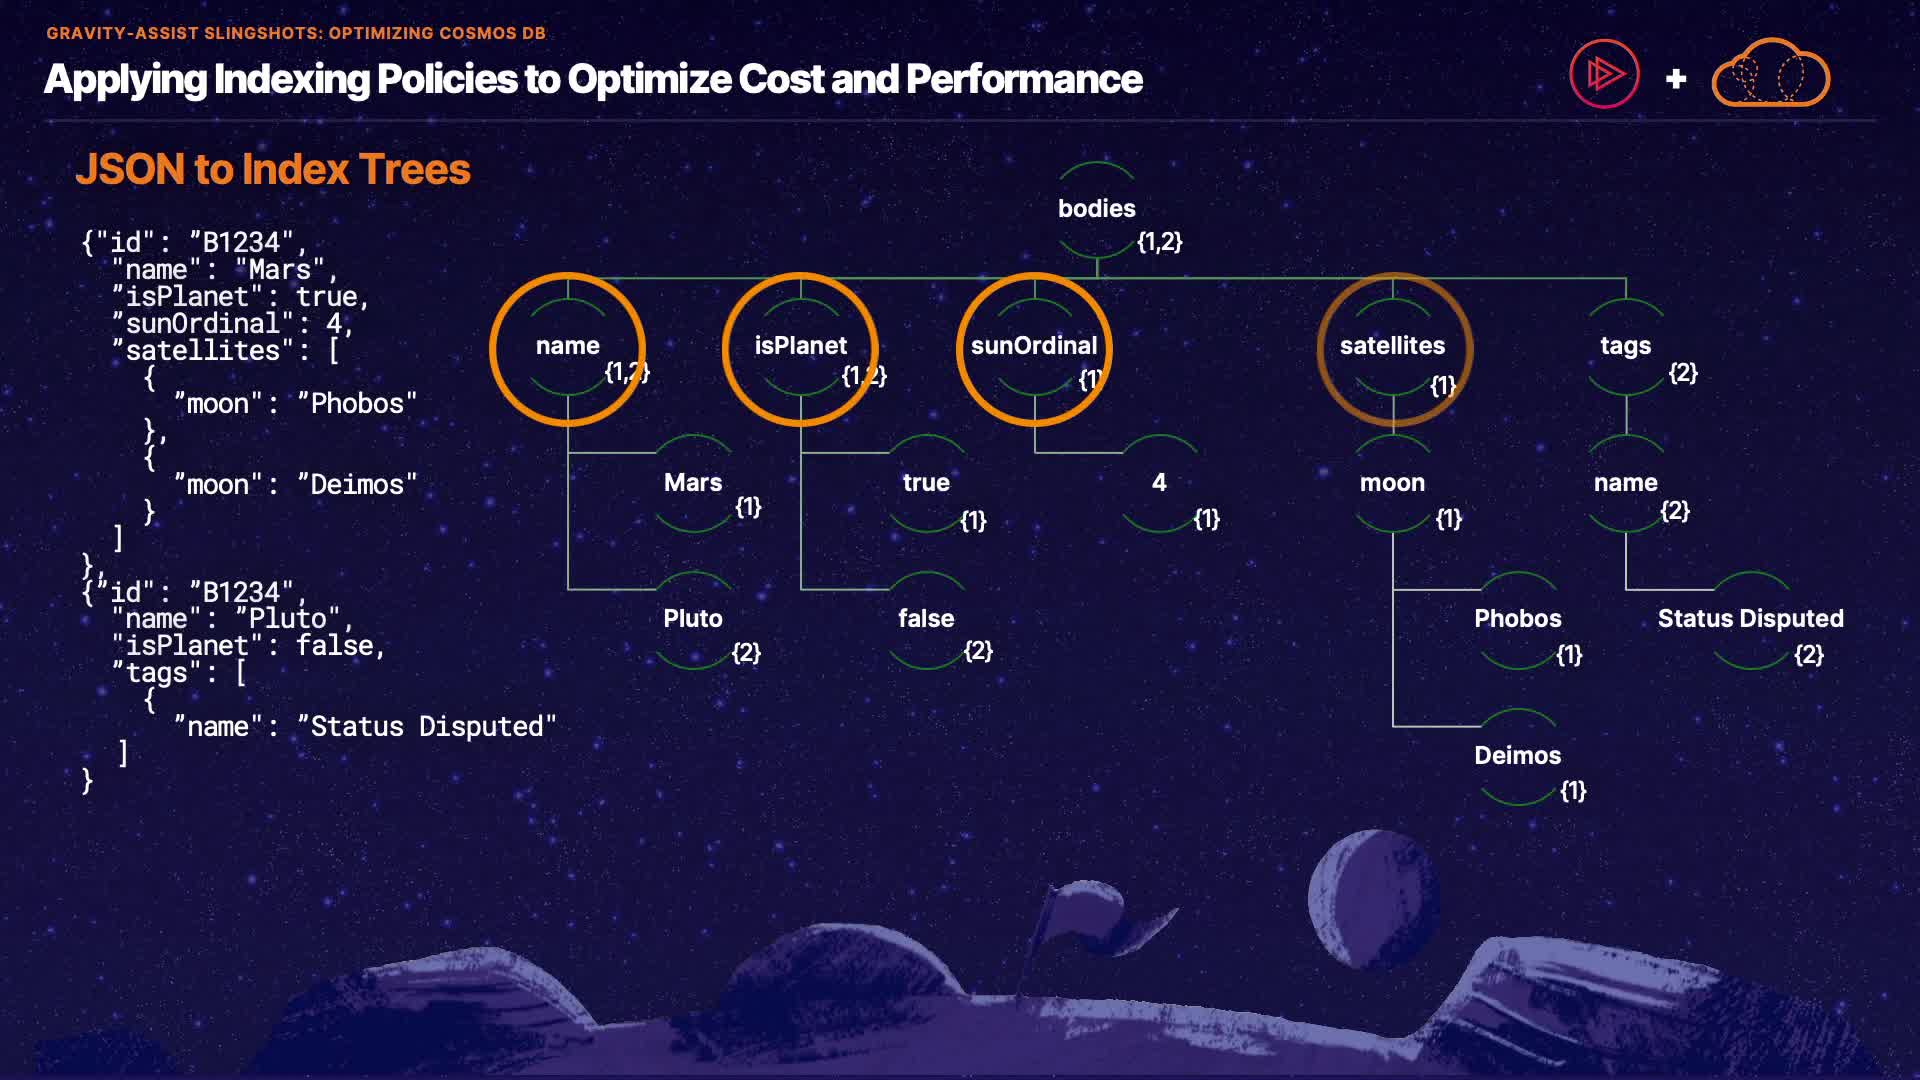 GRAVITY-ASSIST SLINGSHOTS: OPTIMIZING COSMOS DB
Applying Indexing Policies to Optimize Cost and Performance
+
JSON to Index Trees
{"id": ”B1234",
"name": "Mars",
"isPlanet": true,
"sunOrdinal": 4,
”satellites": [
{
”moon": ”Phobos"
},
{
”moon": ”Deimos"
}
]
},
{”id": ”B1234",
"name": ”Pluto",
"isPlanet": false,
”tags": [
{
”name": ”Status Disputed"
]
}
bodies
{1,2}
name
{1,2}
isPlanet
{1,2}
sunOrdinal
{1}
satellites
{1}
tags
{2}
Mars
{1}
true
{1}
4
{1}
moon
{1}
name
{2}
Pluto
{2}
false
{2}
Phobos
{1}
Status Disputed
{2}
Deimos
{1}